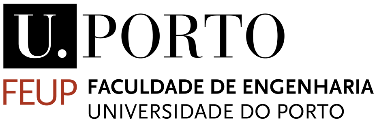 U. PORTO
FEUP FACULDADE DE ENGENHARIA
UNIVERSIDADE DO PORTO